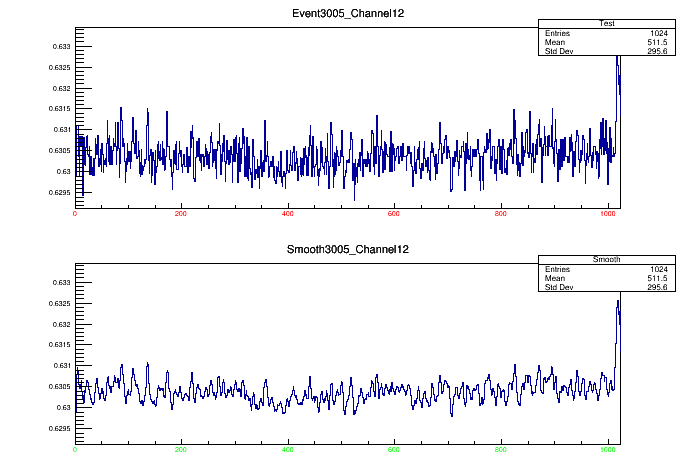 Event3005_Channel12
Test
Entries 1024
Mean 511.5
Std Dev 295.6
0.633
0.6325
0.632
0.6315
0.631
0.6305
0.63
0.6295
0 200 400 600 800 1000
Smooth3005_Channel12
Smooth
Entries 1024
Mean 511.5
Std Dev 295.6
0.633
0.6325
0.632
0.6315
0.631
0.6305
0.63
0.6295
0 200 400 600 800 1000